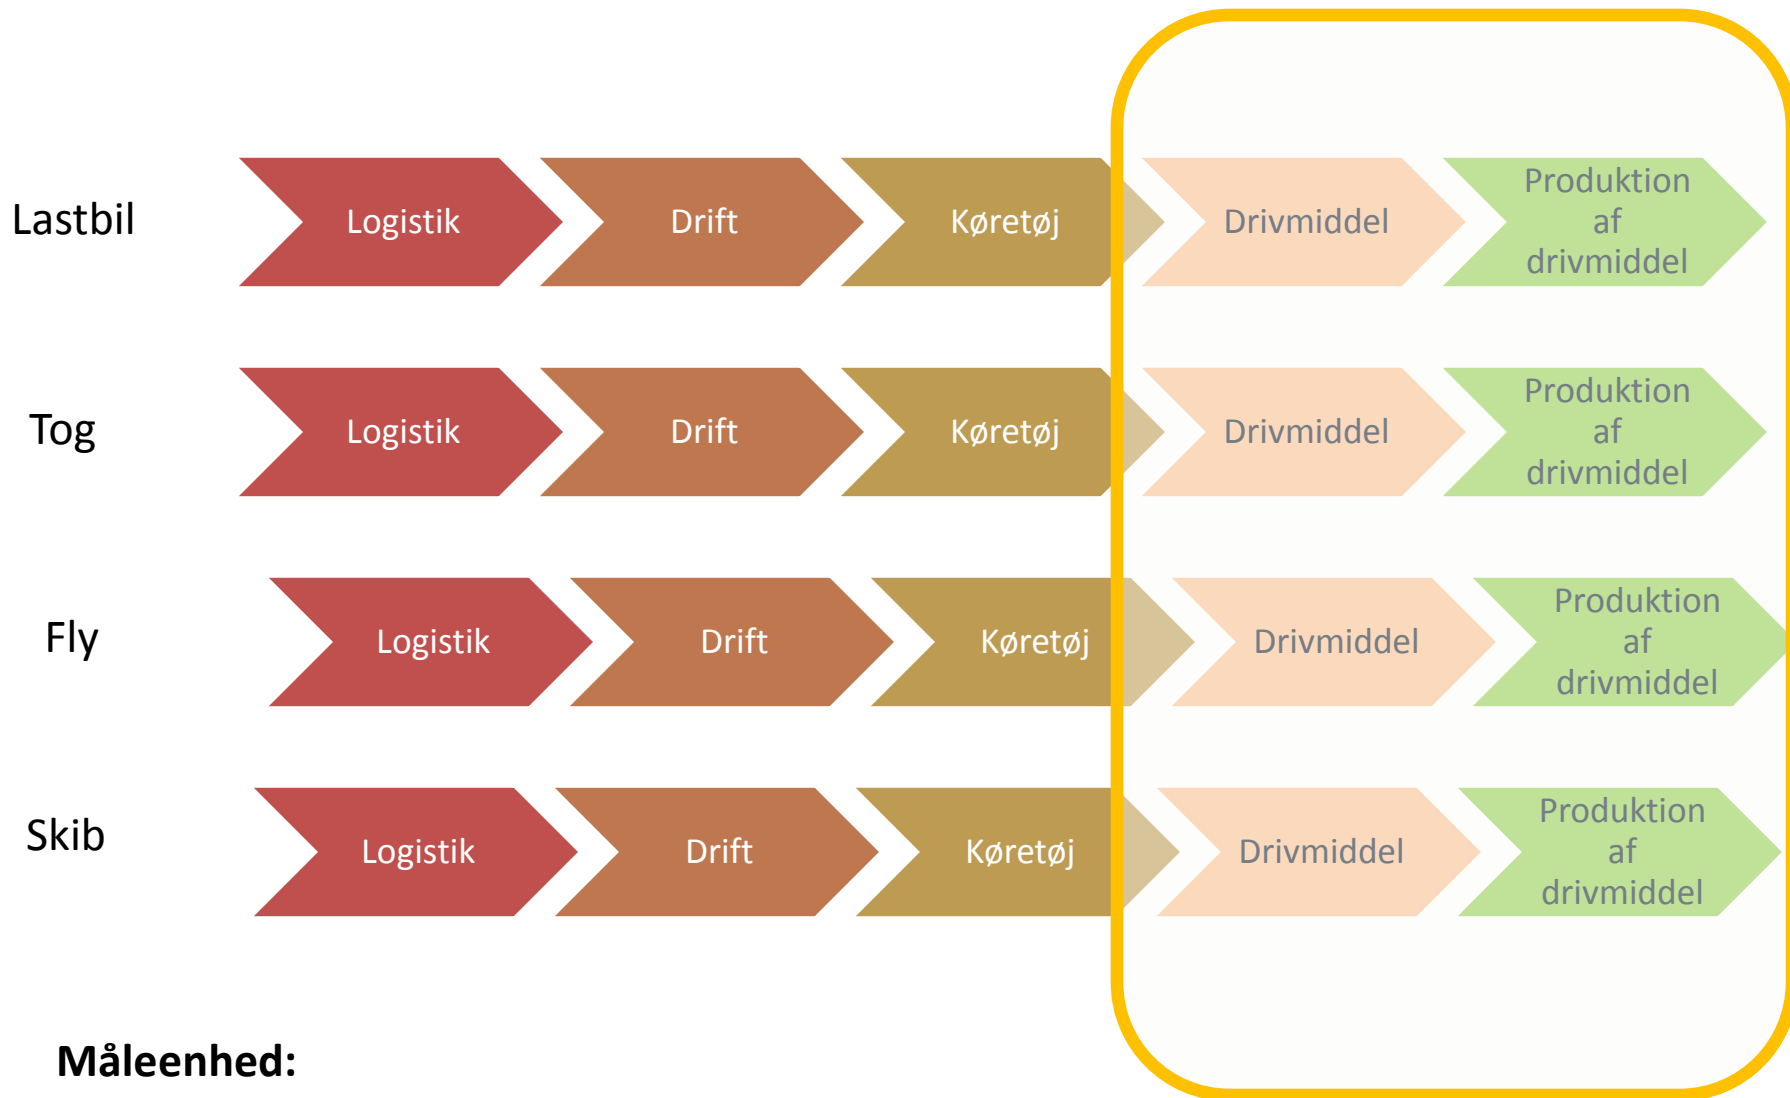 Lastbil
Logistik
Drift
Køretøj
Drivmiddel
Produktion
af
drivmiddel
Tog
Logistik
Drift
Køretøj
Drivmiddel
Produktion
af
drivmiddel
Fly
Logistik
Drift
Køretøj
Drivmiddel
Produktion
af
drivmiddel
Skib
Logistik
Drift
Køretøj
Drivmiddel
Produktion
af
drivmiddel
Måleenhed: